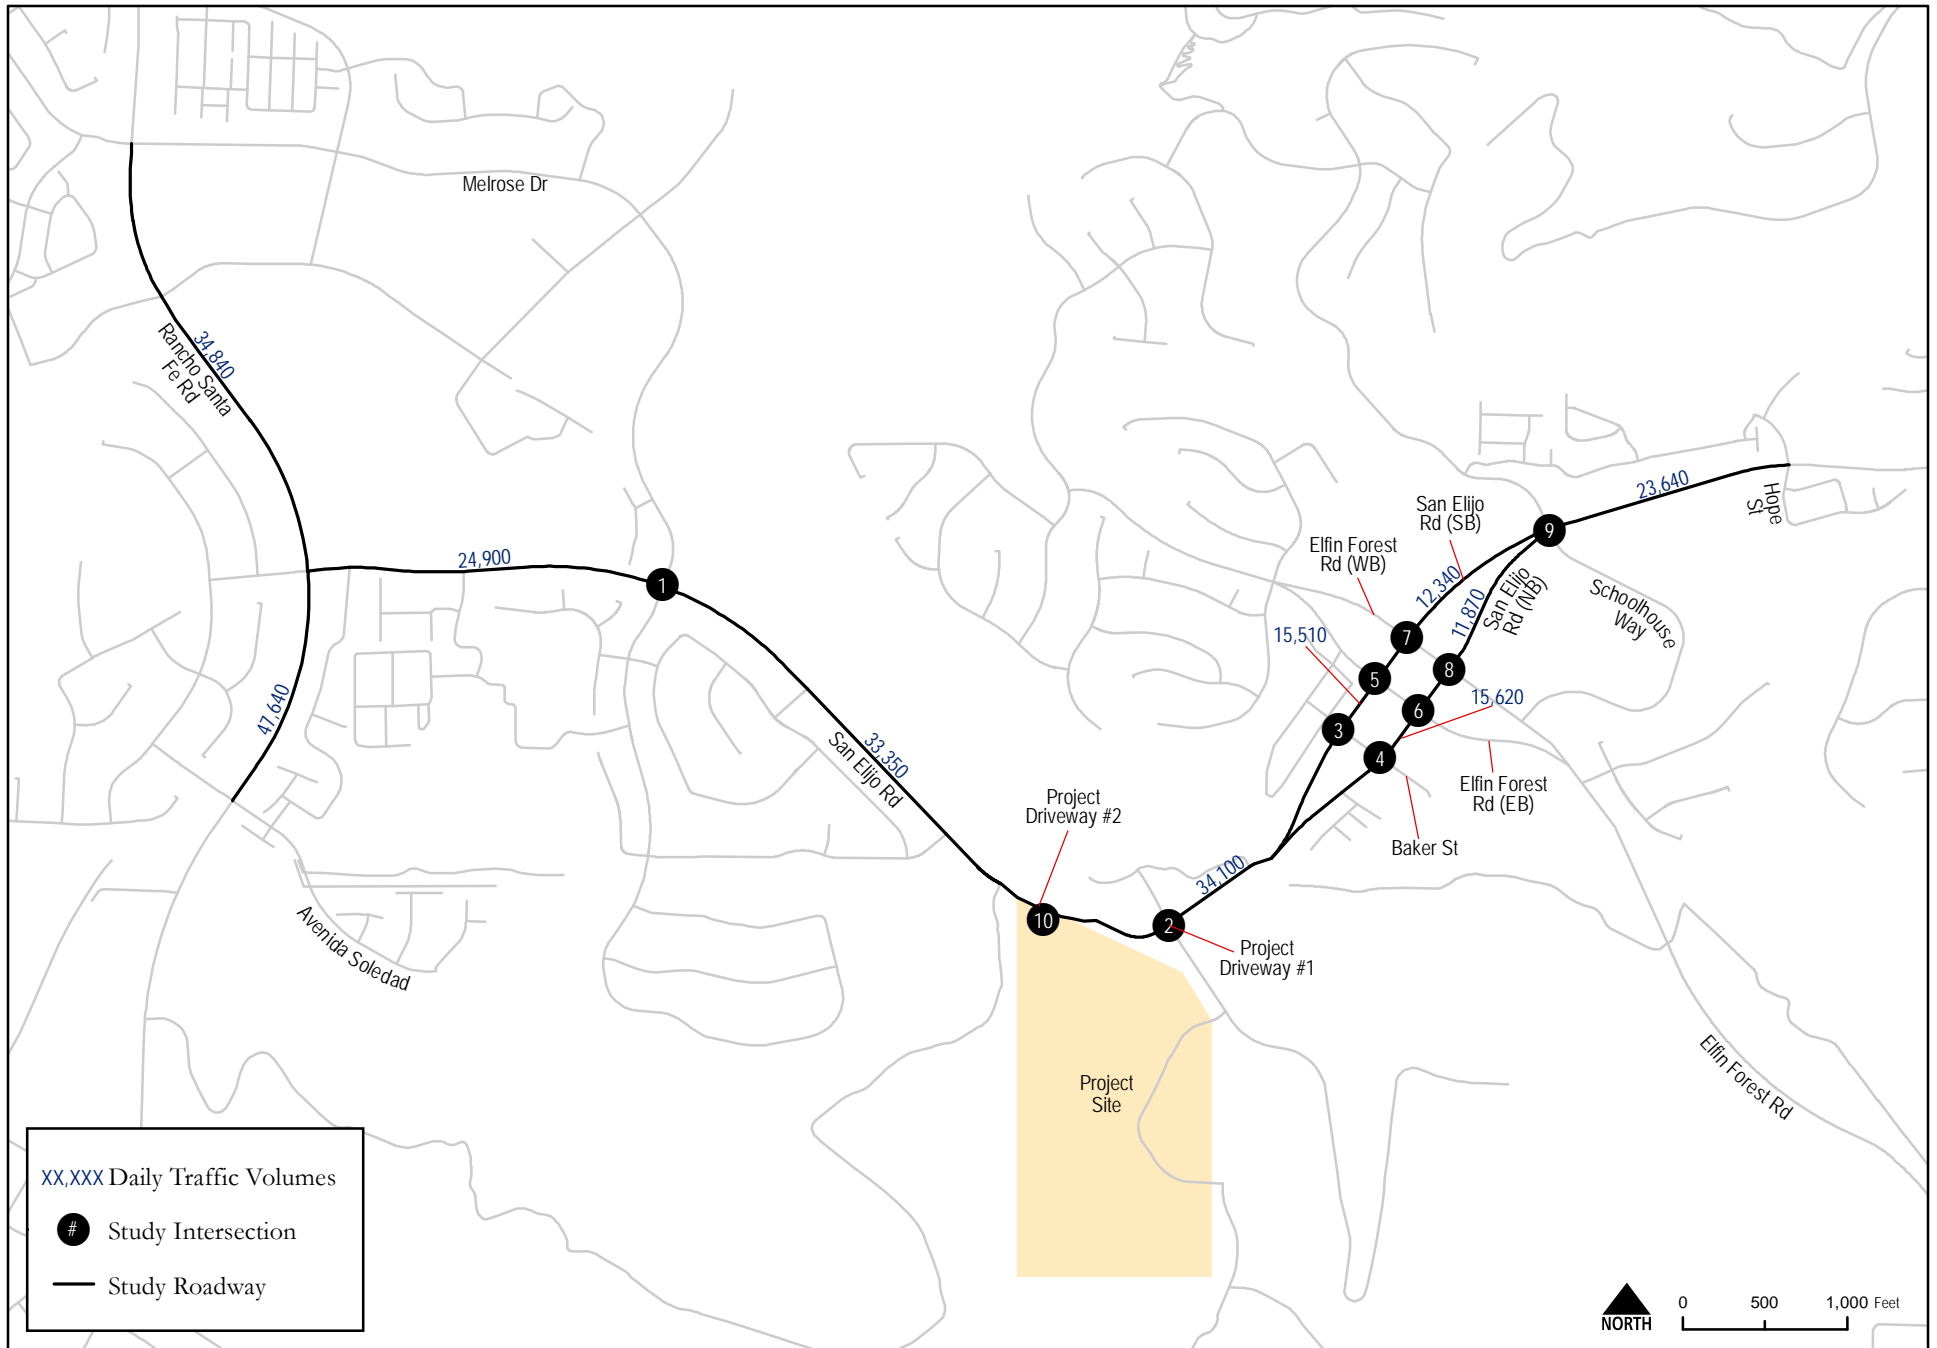 Melrose Dr
34,840
Rancho Santa
Fe Rd
24,900
1
47,640
33,350
San Elijo Rd
Avenida Soledad
Project
Driveway #2
10
2
Project
Driveway #1
34,100
Project
Site
San Elijo
Rd (SB)
Elfin Forest
Rd (WB)
12,340
11,870
San Elijo
Rd (NB)
15,510
15,620
3
4
5
6
7
8
9
23,640
Hope
St
Schoolhouse
Way
Elfin Forest
Rd (EB)
Baker St
Elfin Forest Rd
XX,XXX Daily Traffic Volumes
# Study Intersection
Study Roadway
NORTH
0 500 1,000 Feet